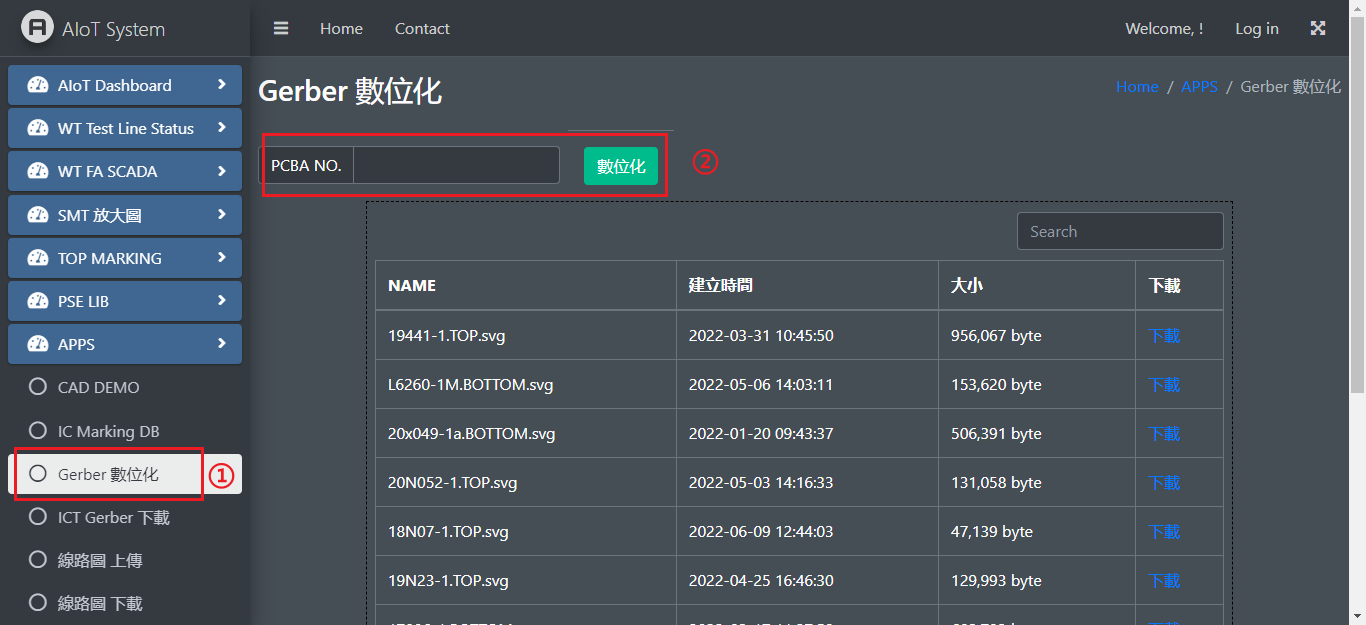 AIoT System
Home Contact Welcome, ! Log in
AIoT Dashboard
WT Test Line Status
WT FA SCADA
SMT 放大圖
TOP MARKING
PSE LIB
APPS
CAD DEMO
IC Marking DB
Gerber 數位化 ①
ICT Gerber 下載
線路圖 上傳
線路圖 下載
Gerber 數位化
Home / APPS / Gerber 數位化
PCBA NO. 數位化 ②
Search
NAME 建立時間 大小 下載
19441-1.TOP.svg 2022-03-31 10:45:50 956,067 byte 下載
L6260-1M.BOTTOM.svg 2022-05-06 14:03:11 153,620 byte 下載
20x049-1a.BOTTOM.svg 2022-01-20 09:43:37 506,391 byte 下載
20N052-1.TOP.svg 2022-05-03 14:16:33 131,058 byte 下載
18N07-1.TOP.svg 2022-06-09 12:44:03 47,139 byte 下載
19N23-1.TOP.svg 2022-04-25 16:46:30 129,993 byte 下載